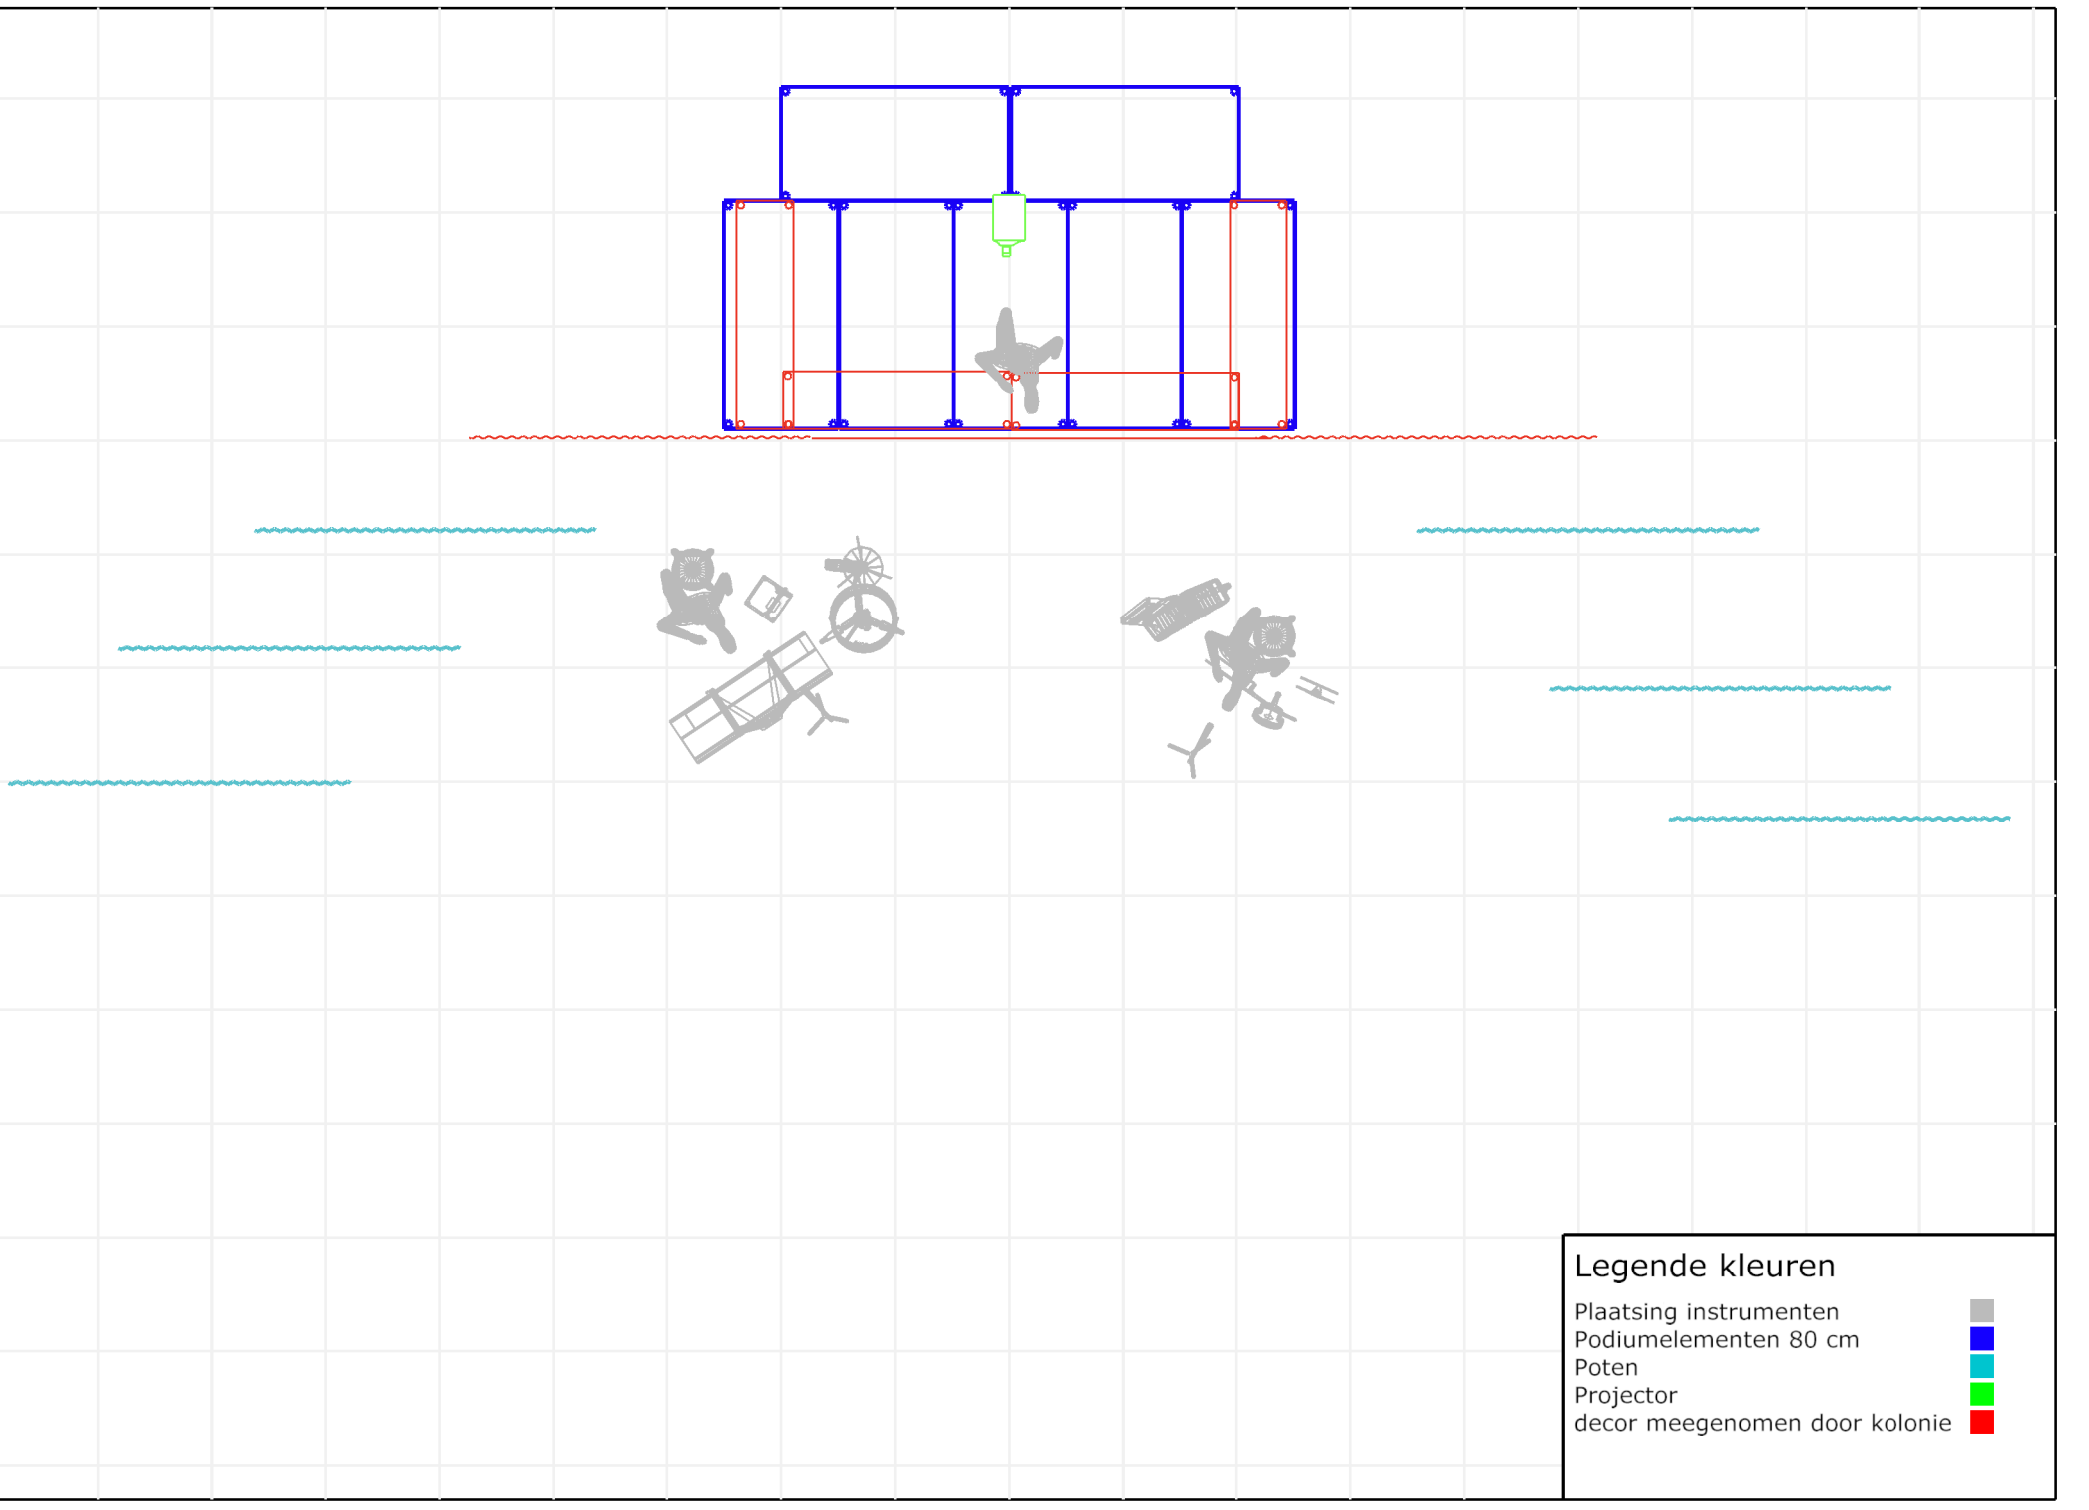 Legende kleuren
Plaatsing instrumenten
Podiumelementen 80 cm
Poten
Projector
decor meegenomen door kolonie